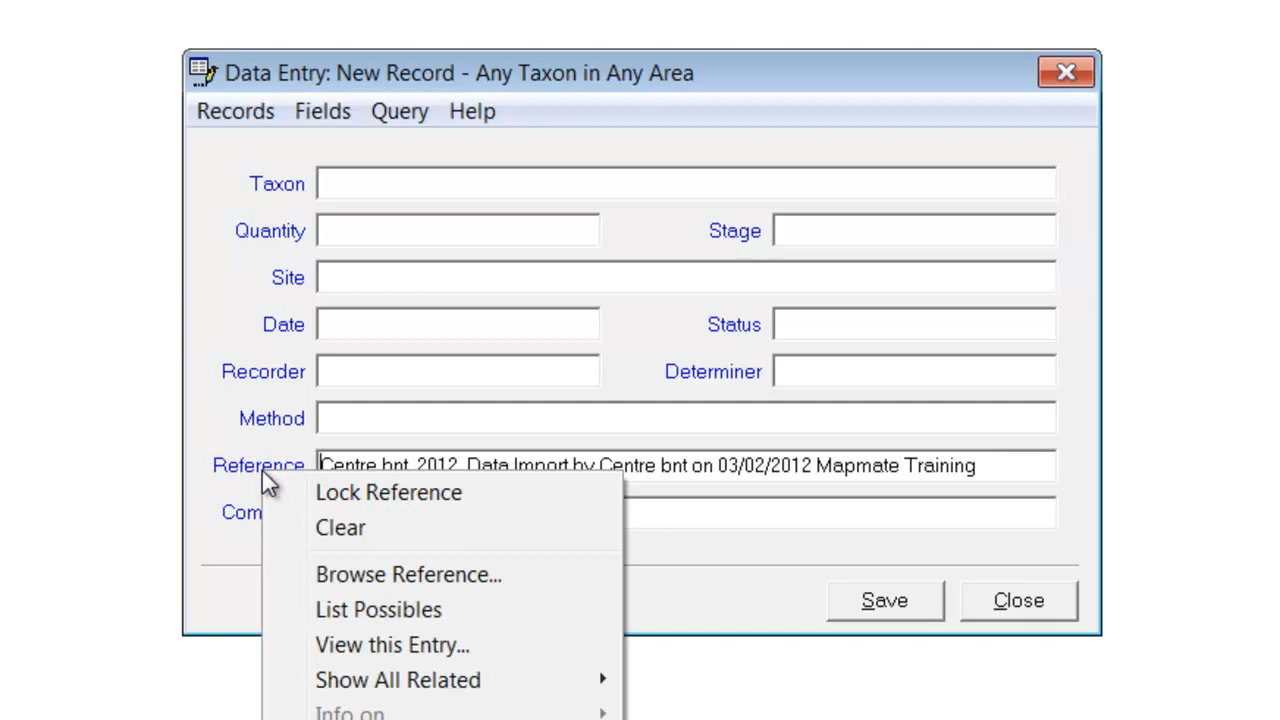 Data Entry: New Record - Any Taxon in Any Area
Records Fields Query Help
Taxon
Quantity Stage
Site
Date Status
Recorder Determiner
Method
Reference Centre bnt, 2012, Data Import by Centre bnt on 03/02/2012 Mapmate Training
Com
Lock Reference
Clear
Browse Reference...
List Possibles
View this Entry...
Show All Related
Info on
Save Close